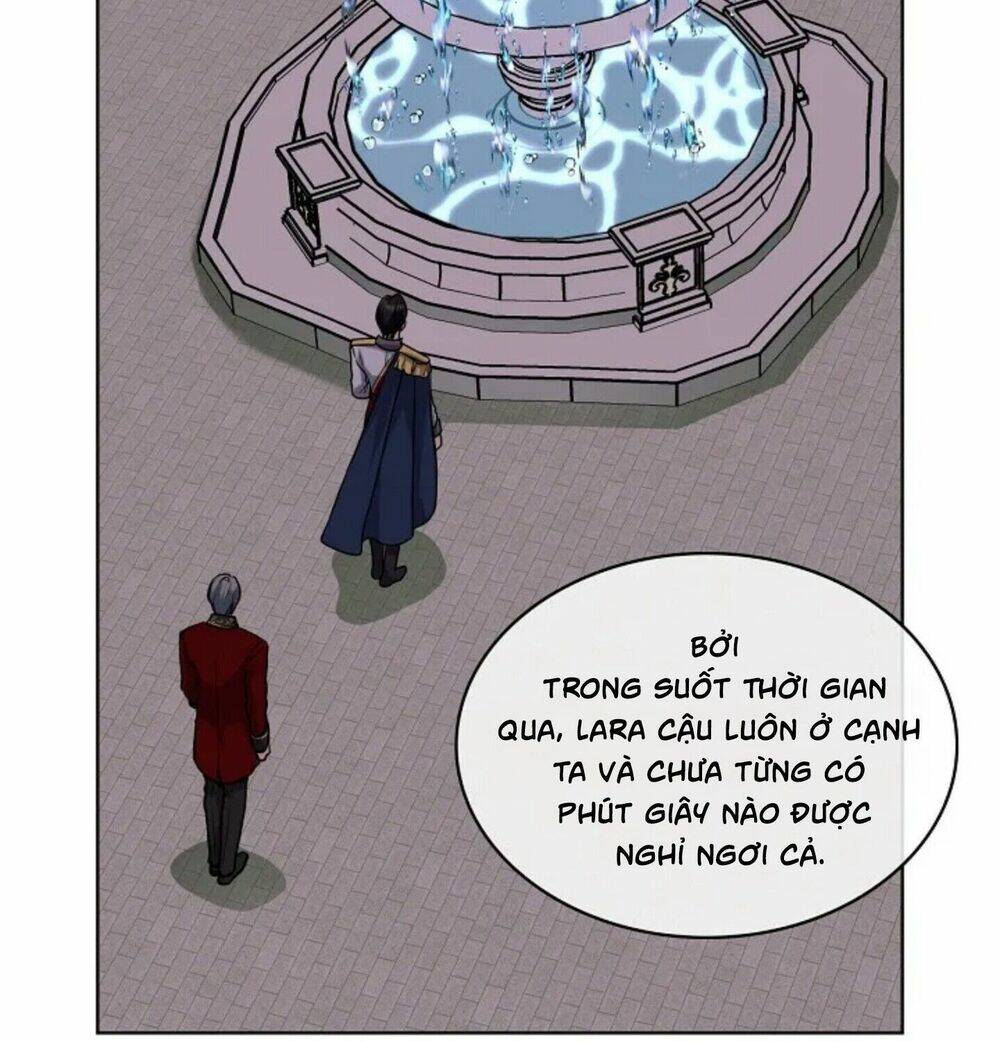 BỞI
TRONG SUỐT THỜI GIAN
QUA, LARA CẬU LUÔN Ở CẠNH
TA VÀ CHƯA TỪNG CÓ
PHÚT GIÂY NÀO ĐƯỢC
NGHỈ NGƠI CẢ.